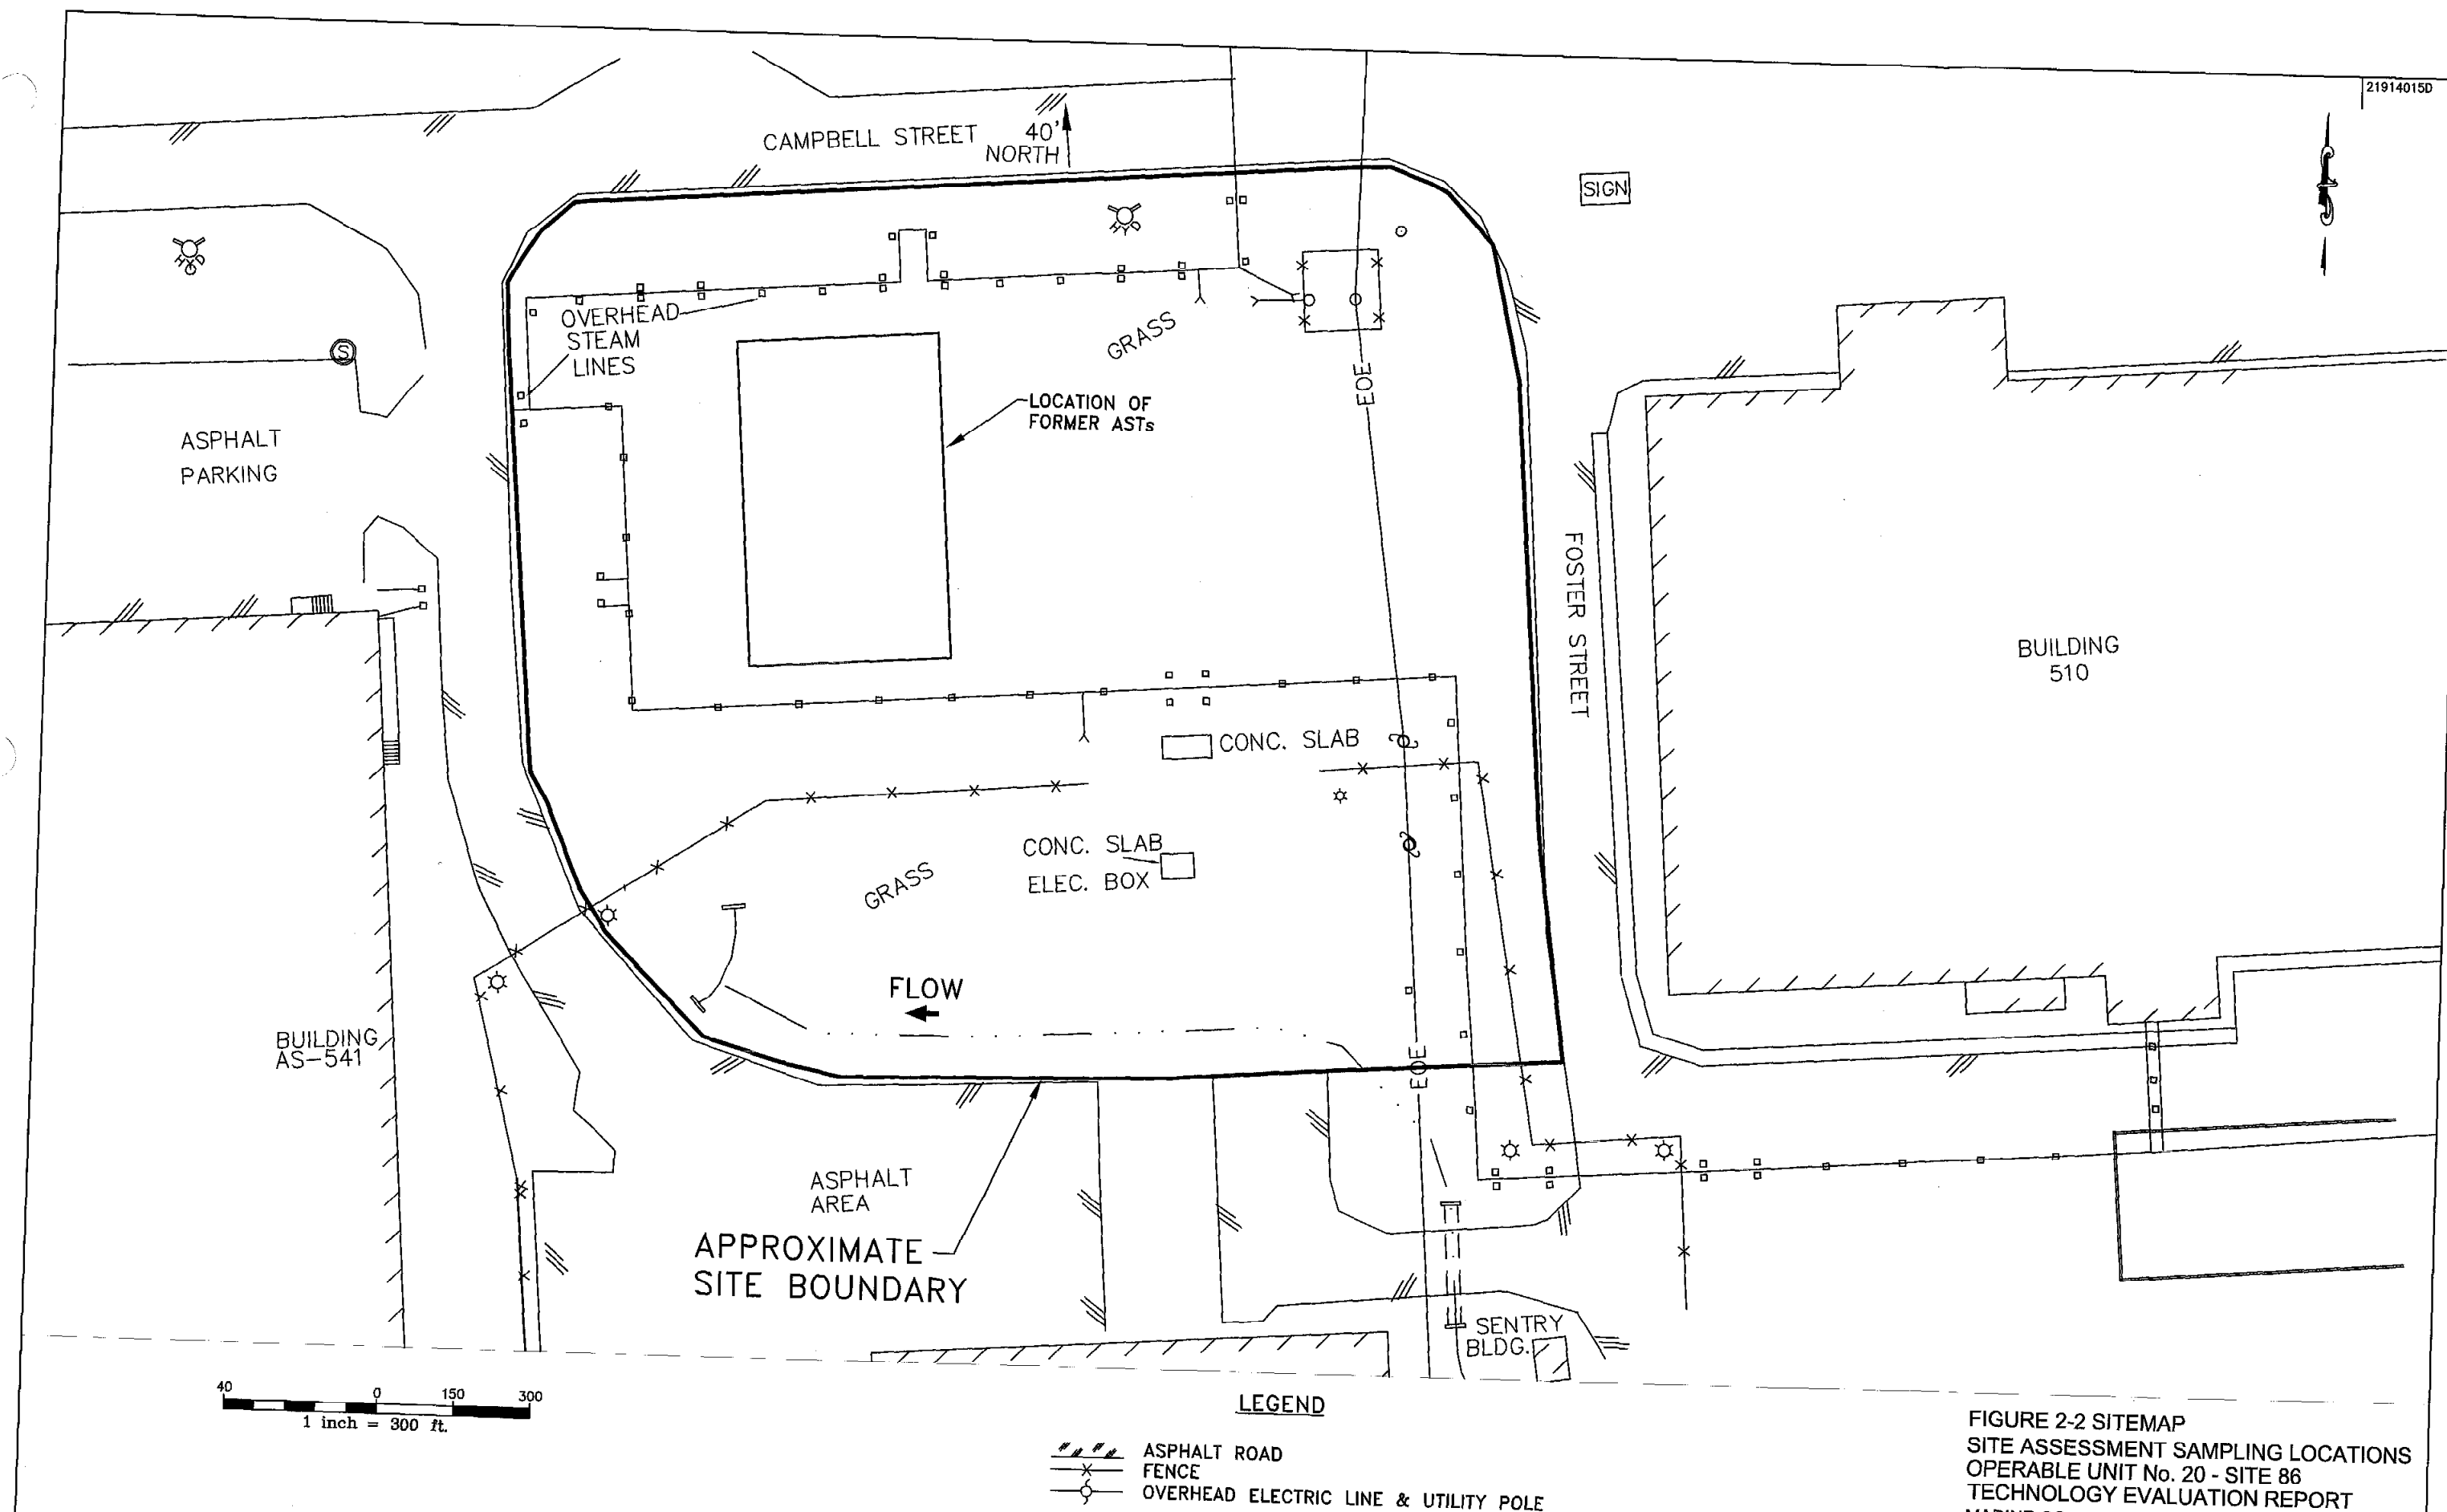 21914015D
CAMPBELL STREET
40'
NORTH
SIGN
HYD
HYD
OVERHEAD
STEAM
LINES
GRASS
EOE
S
LOCATION OF
FORMER ASTs
ASPHALT
PARKING
FOSTER STREET
BUILDING
510
CONC. SLAB
CONC. SLAB
ELEC. BOX
GRASS
FLOW
BUILDING
AS-541
EOE
ASPHALT
AREA
APPROXIMATE
SITE BOUNDARY
SENTRY
BLDG.
40 0 150 300
1 inch = 300 ft.
LEGEND
ASPHALT ROAD
FENCE
OVERHEAD ELECTRIC LINE & UTILITY POLE
FIGURE 2-2 SITEMAP
SITE ASSESSMENT SAMPLING LOCATIONS
OPERABLE UNIT No. 20 - SITE 86
TECHNOLOGY EVALUATION REPORT